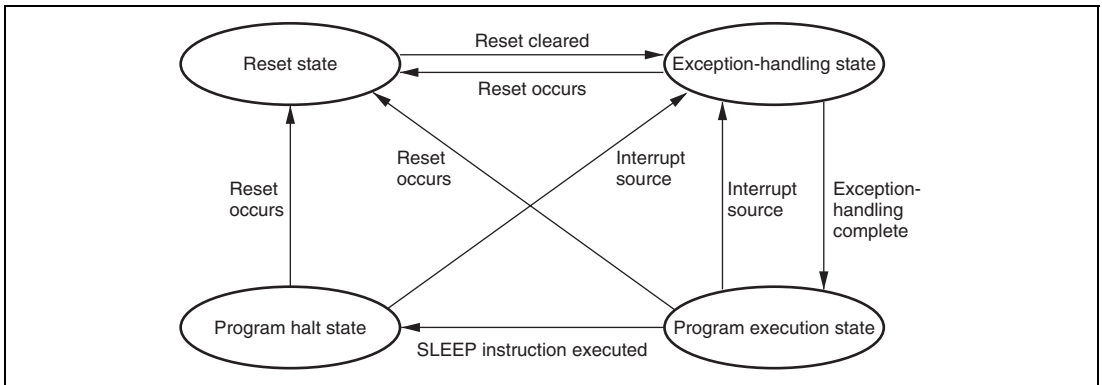 Reset cleared
Reset state
Exception-handling state
Reset occurs
Reset
occurs
Interrupt
source
Reset
occurs
Interrupt
source
Exception-
handling
complete
Program halt state
Program execution state
SLEEP instruction executed